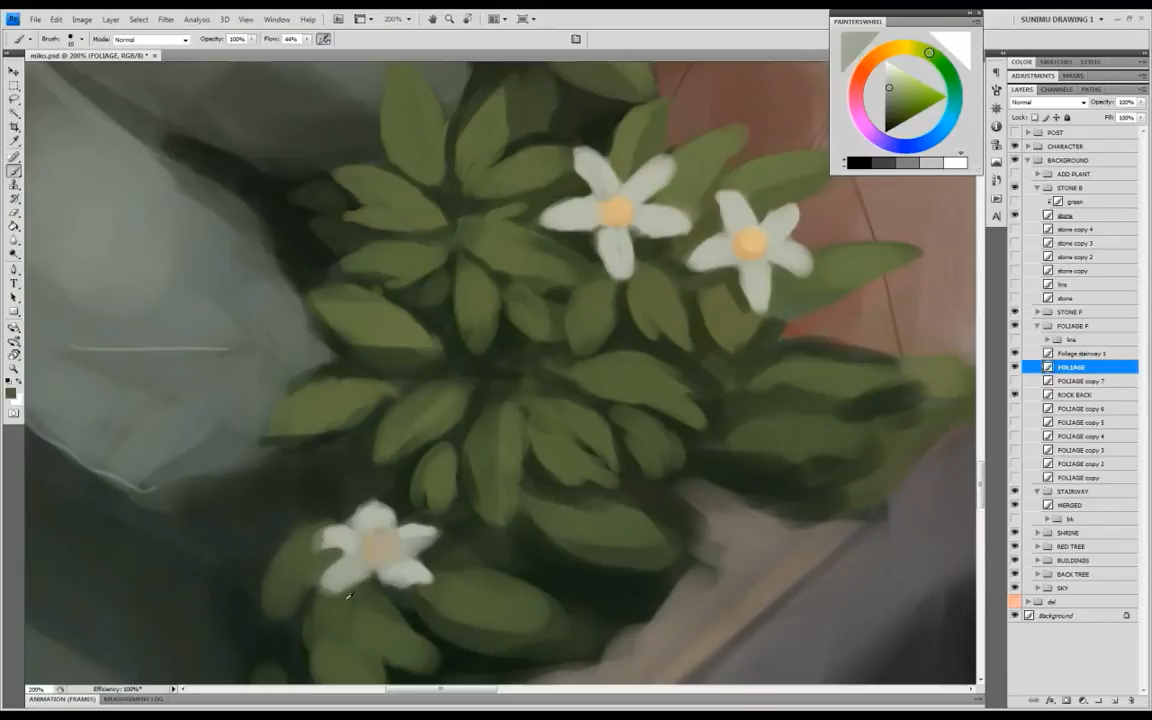 PAINTERSWHEEL
Ps File Edit Image Layer Select Filter Analysis 3D View Window Help
200%
SUNIMU DRAWING 1
Brush: 10 Mode: Normal Opacity: 100% Flow: 44%
miko.psd @ 200% (FOLIAGE, RGB/8) *
COLOR SWATCHES STYLES
ADJUSTMENTS MASKS
LAYERS CHANNELS PATHS
Normal Opacity: 100%
Lock: Fill: 100%
POST
CHARACTER
BACKGROUND
ADD PLANT
STONE B
green
stone
stone copy 4
stone copy 3
stone copy 2
stone copy
line
stone
STONE F
FOLIAGE F
line
Foliage stairway 1
FOLIAGE
FOLIAGE copy 7
ROCK BACK
FOLIAGE copy 6
FOLIAGE copy 5
FOLIAGE copy 4
FOLIAGE copy 3
FOLIAGE copy 2
FOLIAGE copy
STAIRWAY
MERGED
bk
SHRINE
RED TREE
BUILDINGS
BACK TREE
SKY
del
Background
200% Efficiency: 100%*
ANIMATION (FRAMES) MEASUREMENT LOG